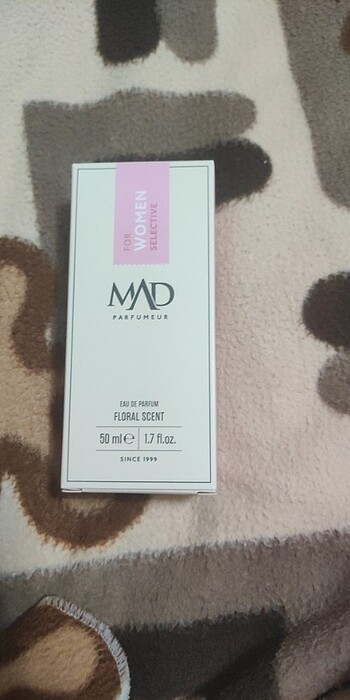 FOR
WOMEN
SELECTIVE
MAD
PARFUMEUR
EAU DE PARFUM
FLORAL SCENT
50 ml ℮ 1.7 fl.oz.
SINCE 1999